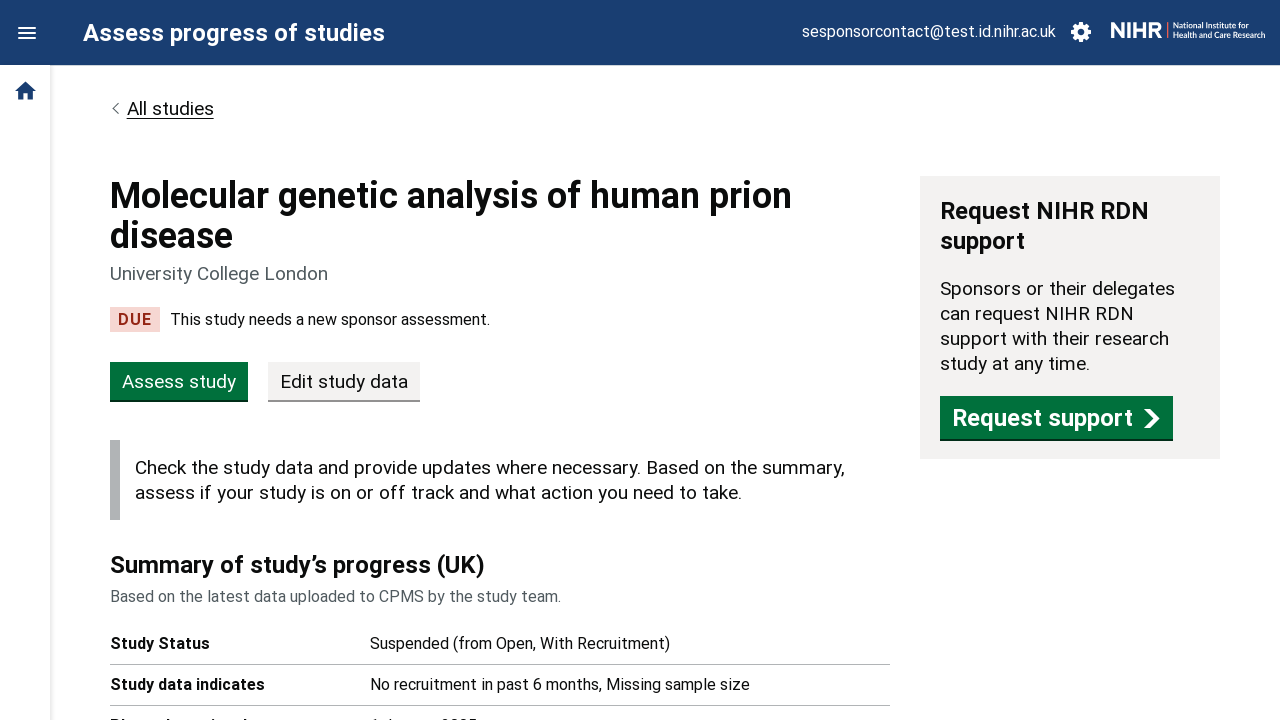 Assess progress of studies
sesponsorcontact@test.id.nihr.ac.uk
NIHR | National Institute for
Health and Care Research
All studies
Molecular genetic analysis of human prion
disease
University College London
DUE This study needs a new sponsor assessment.
Assess study
Edit study data
Check the study data and provide updates where necessary. Based on the summary,
assess if your study is on or off track and what action you need to take.
Summary of study’s progress (UK)
Based on the latest data uploaded to CPMS by the study team.
Study Status Suspended (from Open, With Recruitment)
Study data indicates No recruitment in past 6 months, Missing sample size
Request NIHR RDN
support
Sponsors or their delegates
can request NIHR RDN
support with their research
study at any time.
Request support